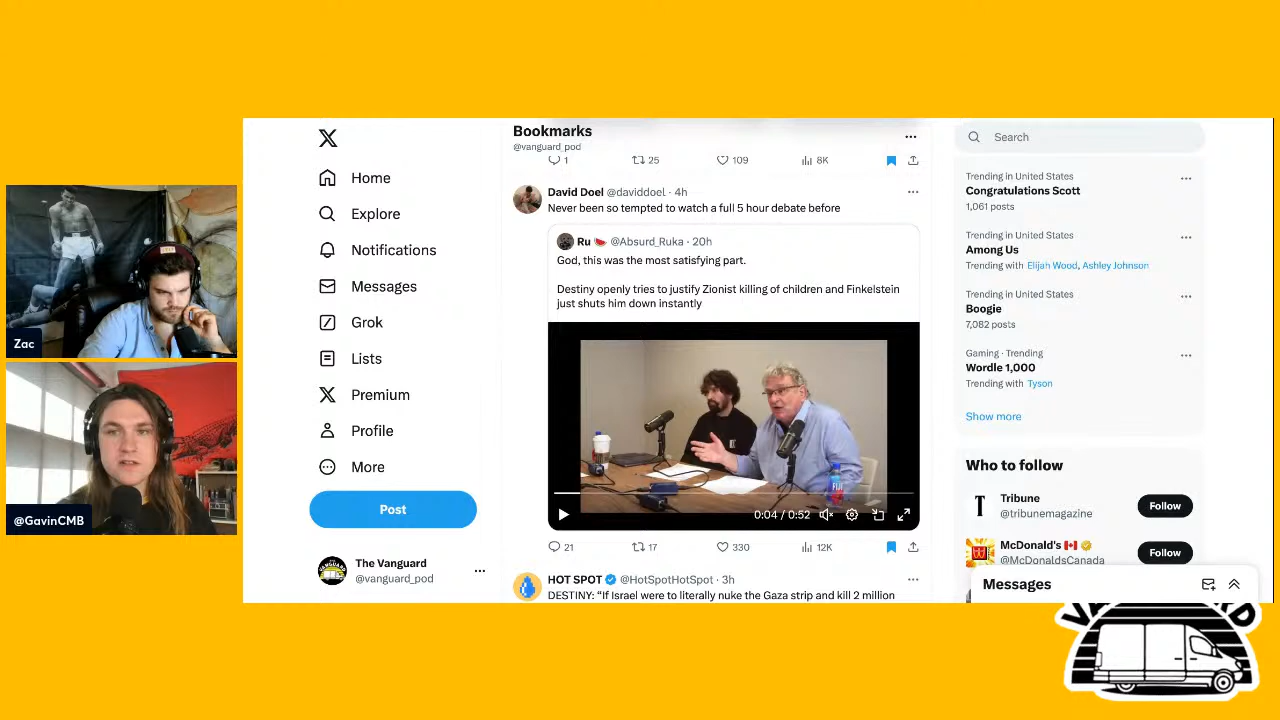 Zac
@GavinCMB
Home
Explore
Notifications
Messages
Grok
Lists
Premium
Profile
More
Post
The Vanguard
@vanguard_pod
Bookmarks
@vanguard_pod
1
25
109
8K
David Doel @daviddoel · 4h
Never been so tempted to watch a full 5 hour debate before
Ru @Absurd_Ruka · 20h
God, this was the most satisfying part.
Destiny openly tries to justify Zionist killing of children and Finkelstein
just shuts him down instantly
FIJI
0:04 / 0:52
21
17
330
12K
HOT SPOT @HotSpotHotSpot · 3h
DESTINY: “If Israel were to literally nuke the Gaza strip and kill 2 million
Search
Trending in United States
Congratulations Scott
1,061 posts
Trending in United States
Among Us
Trending with Elijah Wood, Ashley Johnson
Trending in United States
Boogie
7,082 posts
Gaming · Trending
Wordle 1,000
Trending with Tyson
Show more
Who to follow
Tribune
@tribunemagazine
Follow
McDonald's
@McDonaldsCanada
Follow
Messages